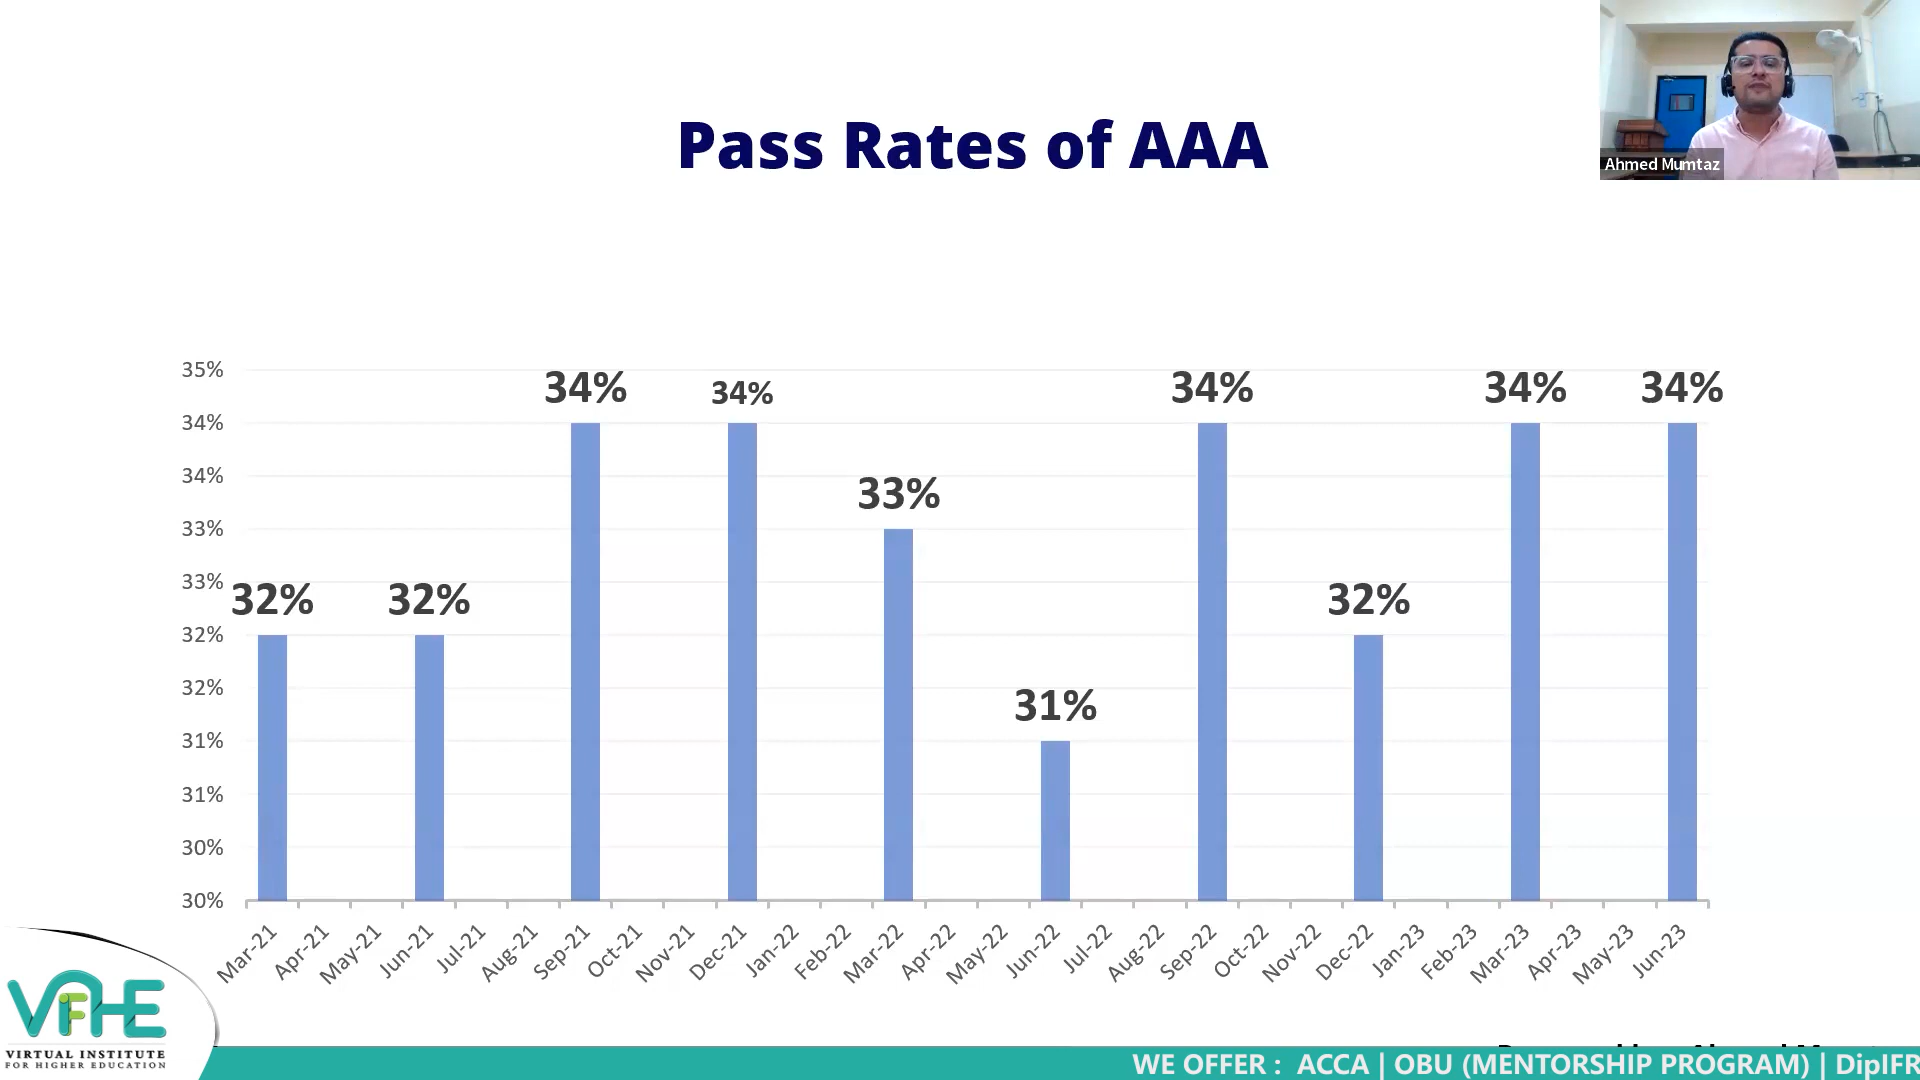 Pass Rates of AAA
Ahmed Mumtaz
35%
34%
34%
33%
33%
32%
32%
31%
31%
30%
30%
32%
32%
34%
34%
33%
31%
34%
32%
34%
34%
Mar-21
Apr-21
May-21
Jun-21
Jul-21
Aug-21
Sep-21
Oct-21
Nov-21
Dec-21
Jan-22
Feb-22
Mar-22
Apr-22
May-22
Jun-22
Jul-22
Aug-22
Sep-22
Oct-22
Nov-22
Dec-22
Jan-23
Feb-23
Mar-23
Apr-23
May-23
Jun-23
ViFHE
VIRTUAL INSTITUTE
FOR HIGHER EDUCATION
WE OFFER : ACCA | OBU (MENTORSHIP PROGRAM) | DipIFR